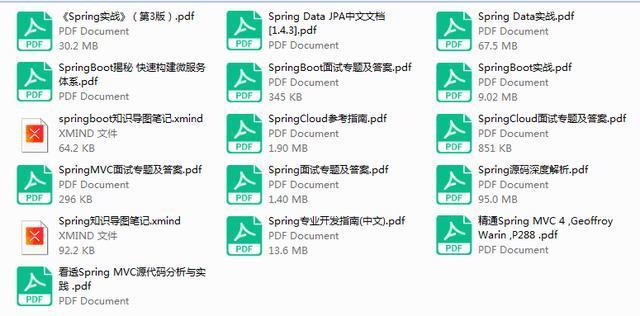 《Spring实战》（第3版）.pdf
PDF Document
30.2 MB
Spring Data JPA中文文档
[1.4.3].pdf
PDF Document
Spring Data实战.pdf
PDF Document
67.5 MB
SpringBoot揭秘 快速构建微服务
体系.pdf
PDF Document
SpringBoot面试专题及答案.pdf
PDF Document
345 KB
SpringBoot实战.pdf
PDF Document
9.02 MB
springboot知识导图笔记.xmind
XMIND 文件
64.2 KB
SpringCloud参考指南.pdf
PDF Document
1.90 MB
SpringCloud面试专题及答案.pdf
PDF Document
851 KB
SpringMVC面试专题及答案.pdf
PDF Document
296 KB
Spring面试专题及答案.pdf
PDF Document
1.40 MB
Spring源码深度解析.pdf
PDF Document
95.0 MB
Spring知识导图笔记.xmind
XMIND 文件
92.2 KB
Spring专业开发指南(中文).pdf
PDF Document
13.6 MB
精通Spring MVC 4 ,Geoffroy
Warin ,P288 .pdf
PDF Document
看透Spring MVC源代码分析与实
践 .pdf
PDF Document
PDF
PDF
PDF
PDF
PDF
PDF
PDF
PDF
PDF
PDF
PDF
PDF
PDF
PDF